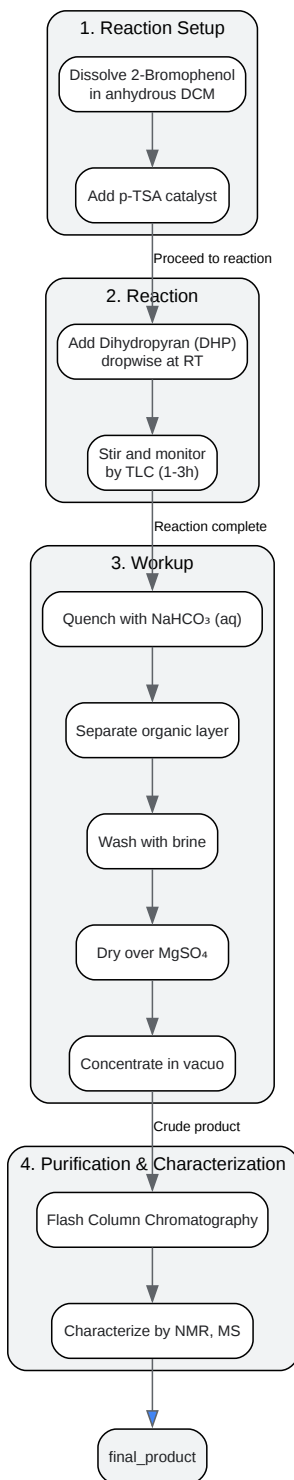 1. Reaction Setup
Dissolve 2-Bromophenol
in anhydrous DCM
Add p-TSA catalyst
Proceed to reaction
2. Reaction
Add Dihydropyran (DHP)
dropwise at RT
Stir and monitor
by TLC (1-3h)
Reaction complete
3. Workup
Quench with NaHCO₃ (aq)
Separate organic layer
Wash with brine
Dry over MgSO₄
Concentrate in vacuo
Crude product
4. Purification & Characterization
Flash Column Chromatography
Characterize by NMR, MS
final_product